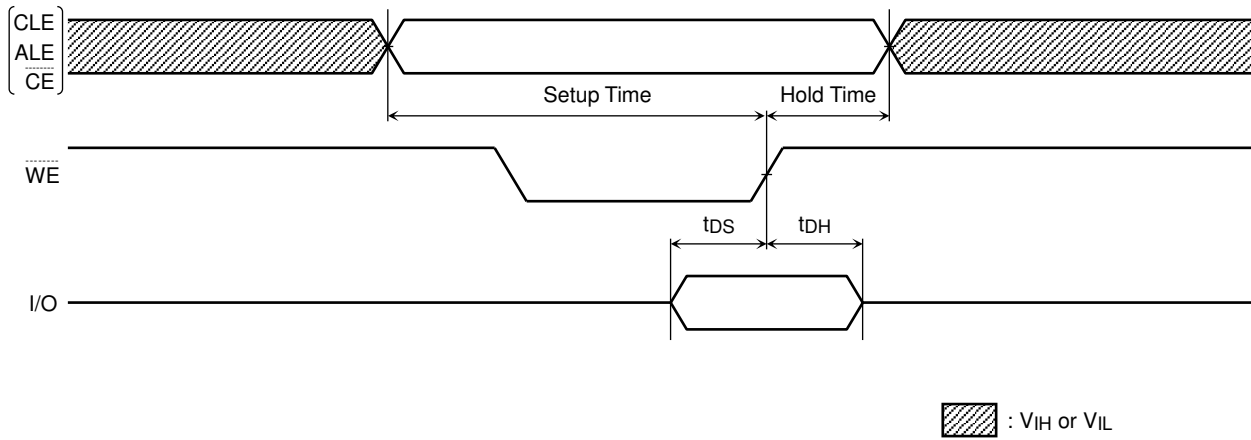 CLE
ALE
CE
Setup Time
Hold Time
WE
tDS
tDH
I/O
: VIH or VIL